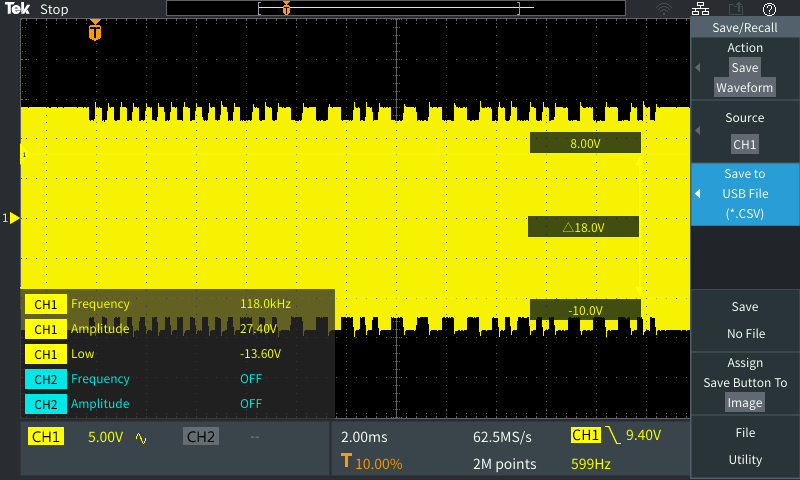 Tek Stop
T
Save/Recall
Action
Save
Waveform
Source
CH1
Save to
USB File
(*.CSV)
Save
No File
Assign
Save Button To
Image
File
Utility
T
1
8.00V
1
△18.0V
-10.0V
CH1 Frequency 118.0kHz
CH1 Amplitude 27.40V
CH1 Low -13.60V
CH2 Frequency OFF
CH2 Amplitude OFF
CH1 5.00V CH2 --
2.00ms 62.5MS/s CH1 9.40V
T 10.00% 2M points 599Hz